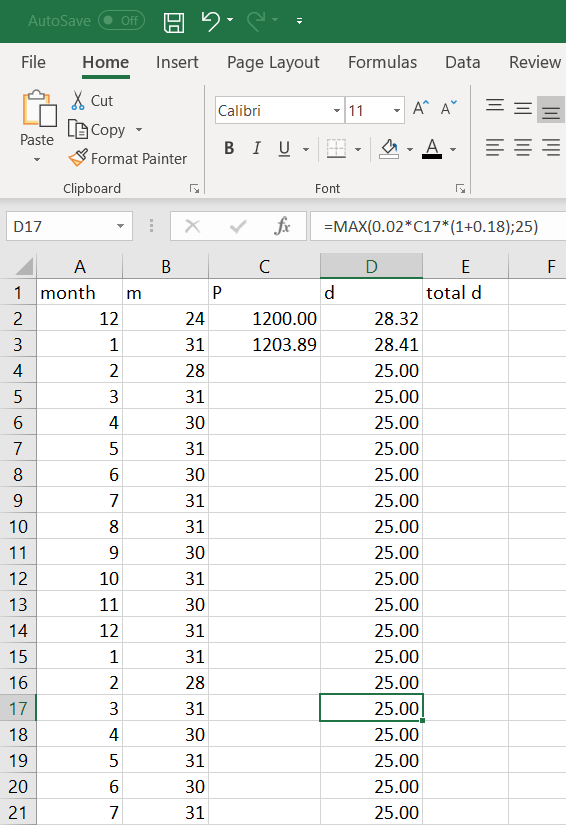 AutoSave Off
File Home Insert Page Layout Formulas Data Review
Paste
Cut
Copy
Format Painter
Clipboard
Calibri 11 A A
B I U A
Font
D17 fx =MAX(0.02*C17*(1+0.18);25)
A B C D E F
1 month m P d total d
2 12 24 1200.00 28.32
3 1 31 1203.89 28.41
4 2 28 25.00
5 3 31 25.00
6 4 30 25.00
7 5 31 25.00
8 6 30 25.00
9 7 31 25.00
10 8 31 25.00
11 9 30 25.00
12 10 31 25.00
13 11 30 25.00
14 12 31 25.00
15 1 31 25.00
16 2 28 25.00
17 3 31 25.00
18 4 30 25.00
19 5 31 25.00
20 6 30 25.00
21 7 31 25.00